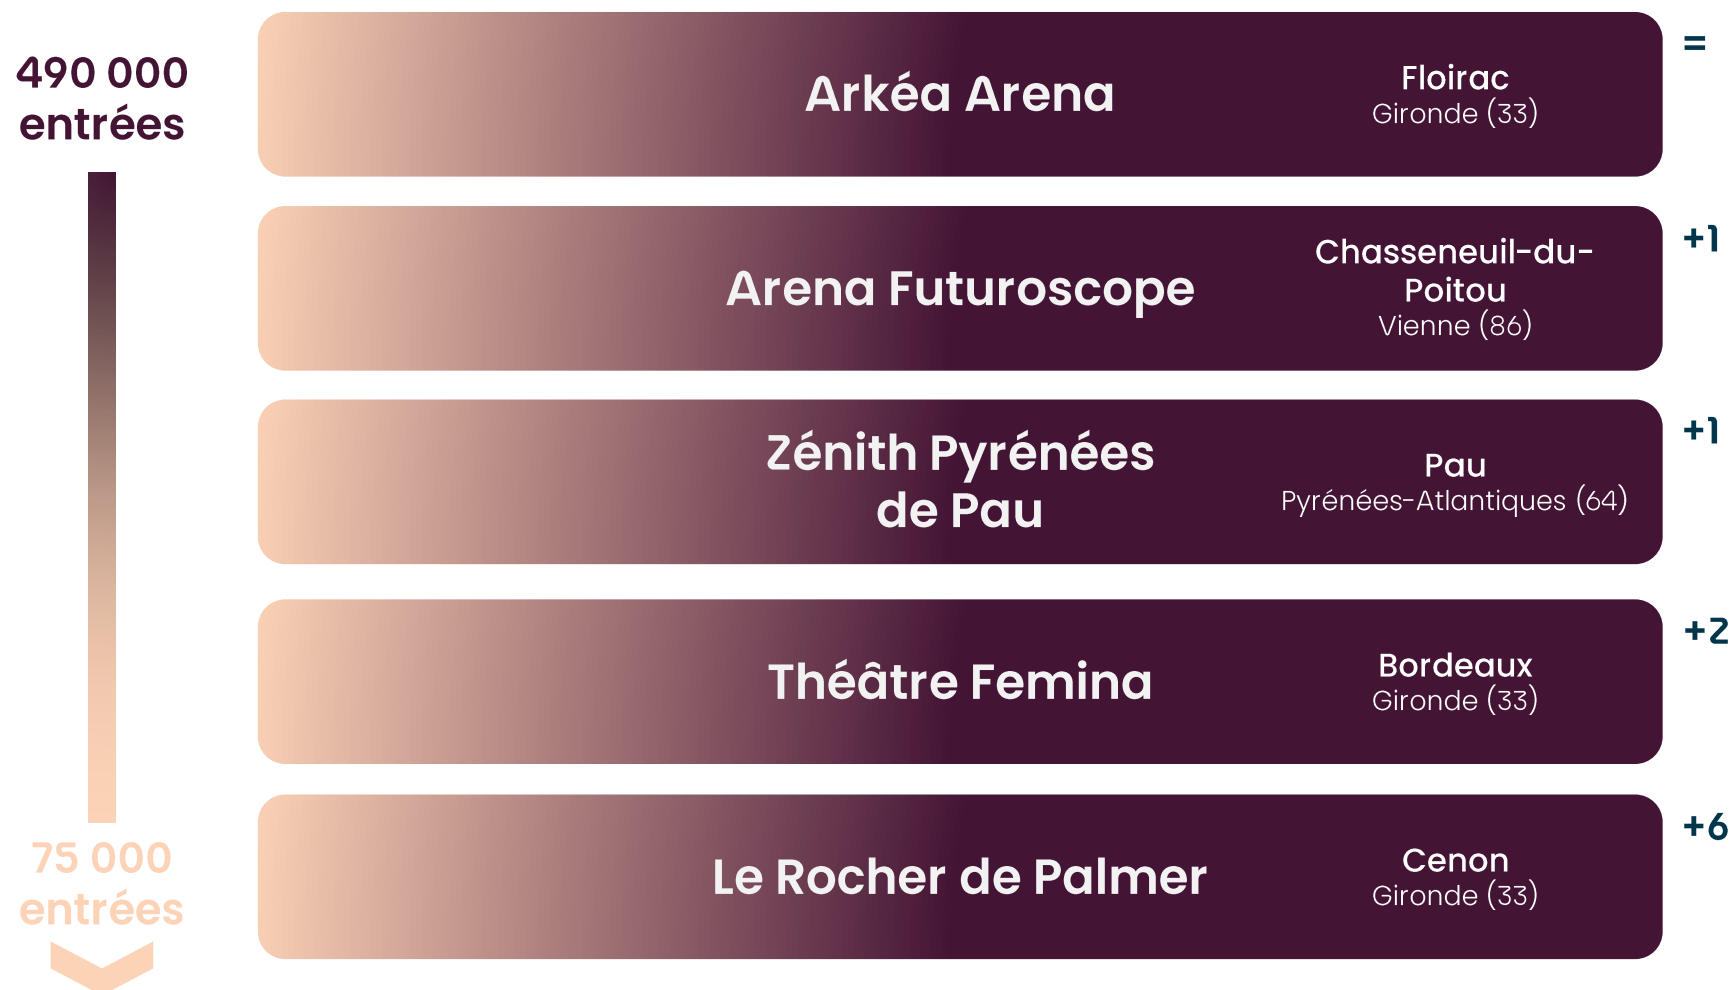 490 000
entrées
Arkéa Arena
Floirac
Gironde (33)
=
Arena Futuroscope
Chasseneuil-du-
Poitou
Vienne (86)
+1
Zénith Pyrénées
de Pau
Pau
Pyrénées-Atlantiques (64)
+1
Théâtre Femina
Bordeaux
Gironde (33)
+2
Le Rocher de Palmer
Cenon
Gironde (33)
+6
75 000
entrées